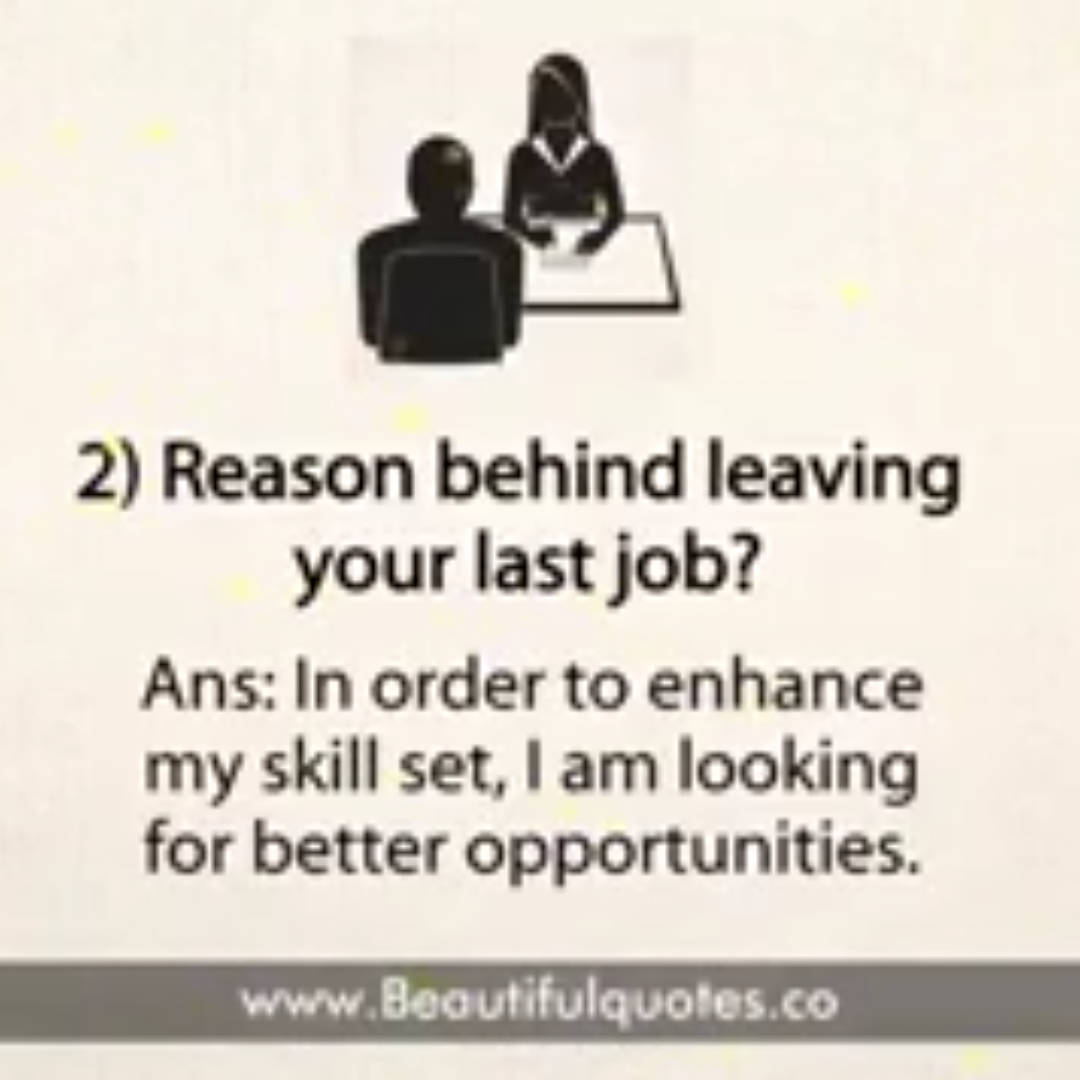 2) Reason behind leaving
your last job?
Ans: In order to enhance
my skill set, I am looking
for better opportunities.
www.Beautifulquotes.co